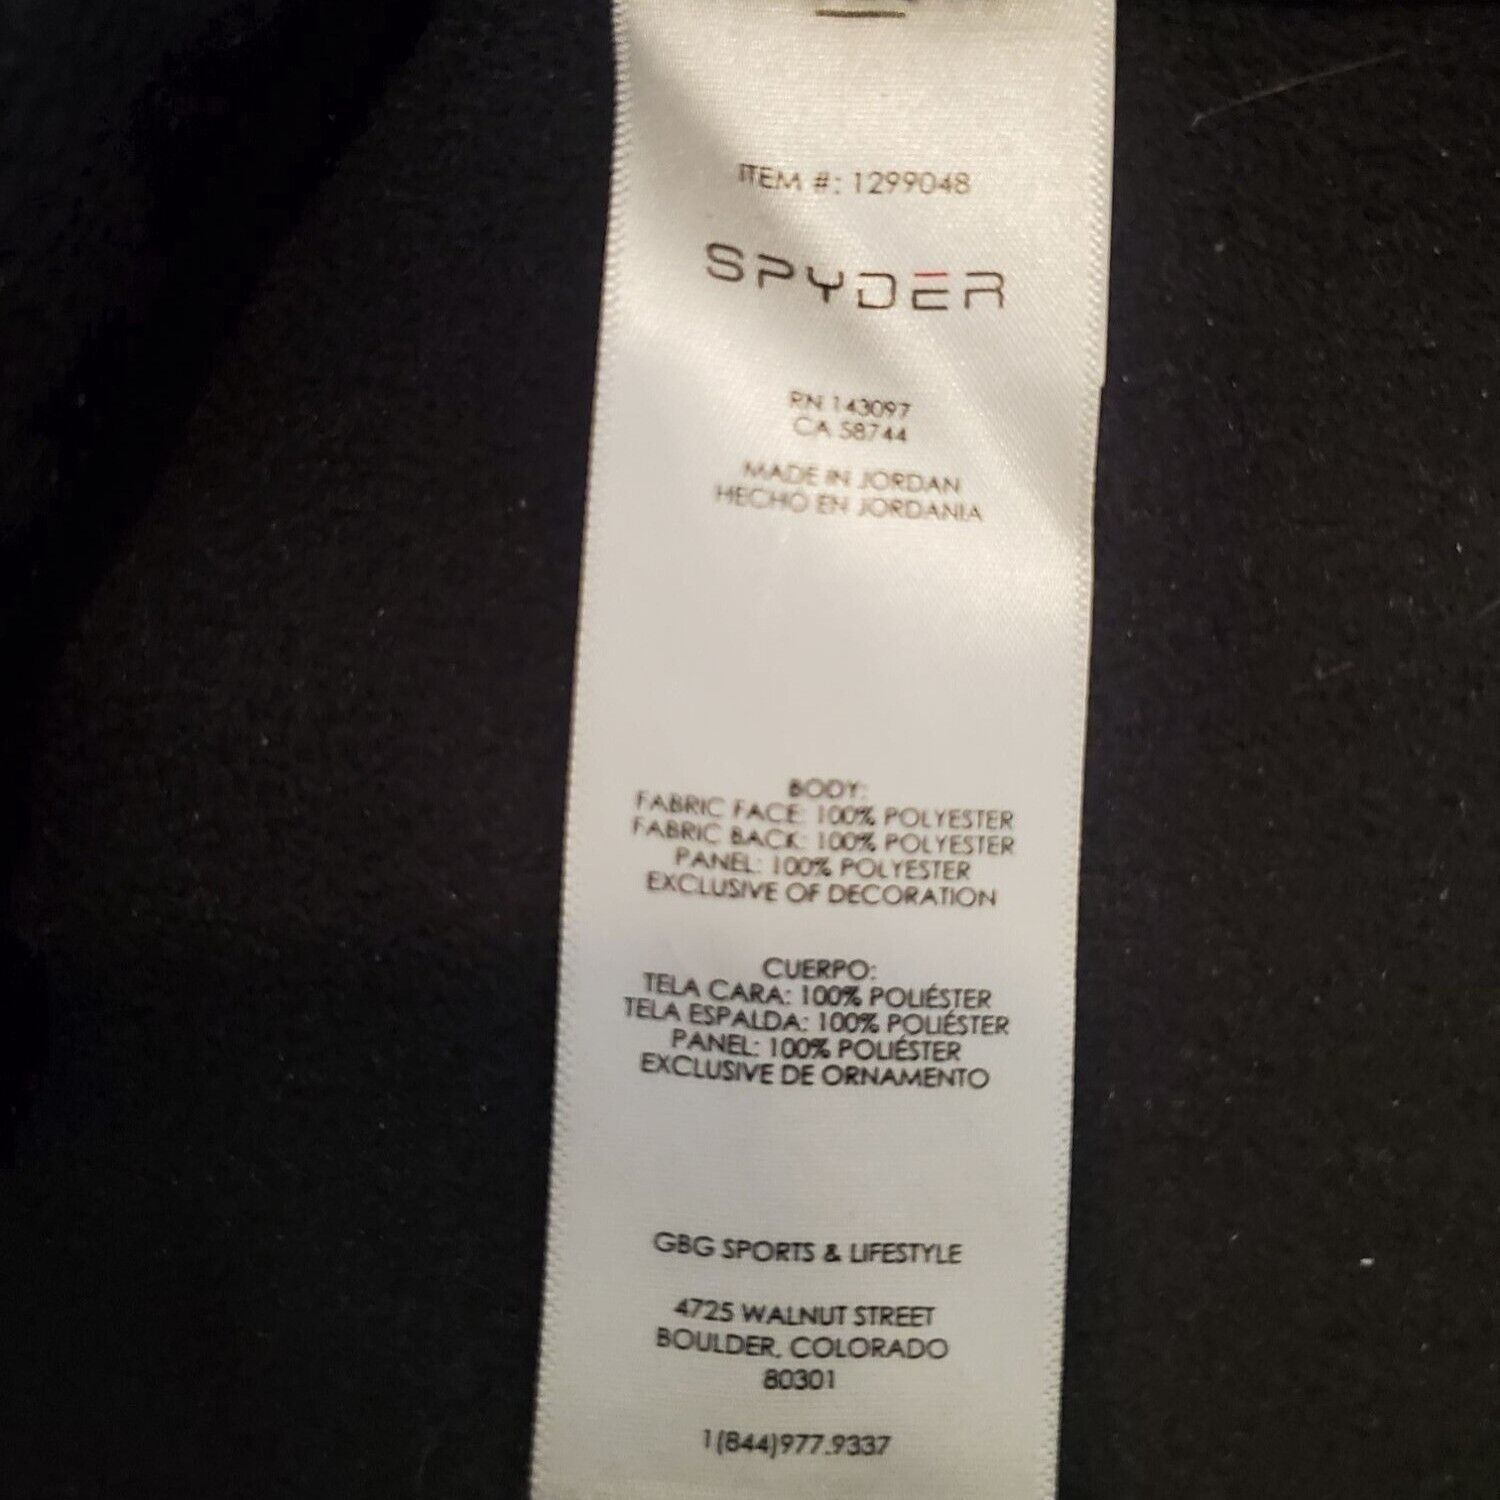 ITEM #: 1299048
SPYDER
RN 143097
CA 58744
MADE IN JORDAN
HECHO EN JORDANIA
BODY:
FABRIC FACE: 100% POLYESTER
FABRIC BACK: 100% POLYESTER
PANEL: 100% POLYESTER
EXCLUSIVE OF DECORATION
CUERPO:
TELA CARA: 100% POLIÉSTER
TELA ESPALDA: 100% POLIÉSTER
PANEL: 100% POLIÉSTER
EXCLUSIVE DE ORNAMENTO
GBG SPORTS & LIFESTYLE
4725 WALNUT STREET
BOULDER, COLORADO
80301
1(844)977.9337